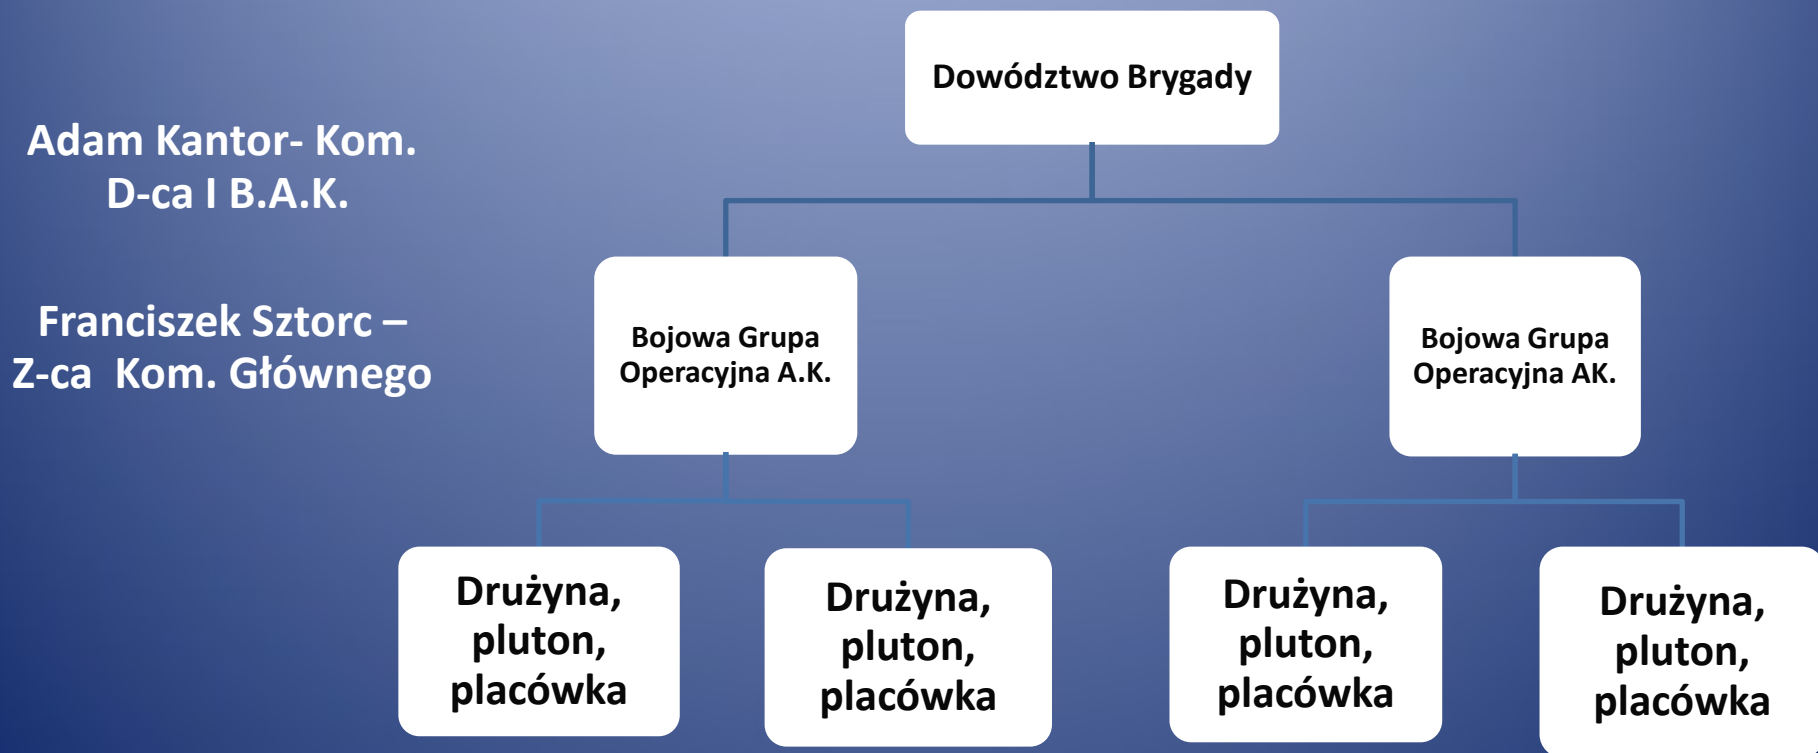 Dowództwo Brygady
Adam Kantor- Kom.
D-ca I B.A.K.
Franciszek Sztorc –
Z-ca  Kom. Głównego
Bojowa Grupa
Operacyjna A.K.
Bojowa Grupa
Operacyjna AK.
Drużyna,
pluton,
placówka
Drużyna,
pluton,
placówka
Drużyna,
pluton,
placówka
Drużyna,
pluton,
placówka